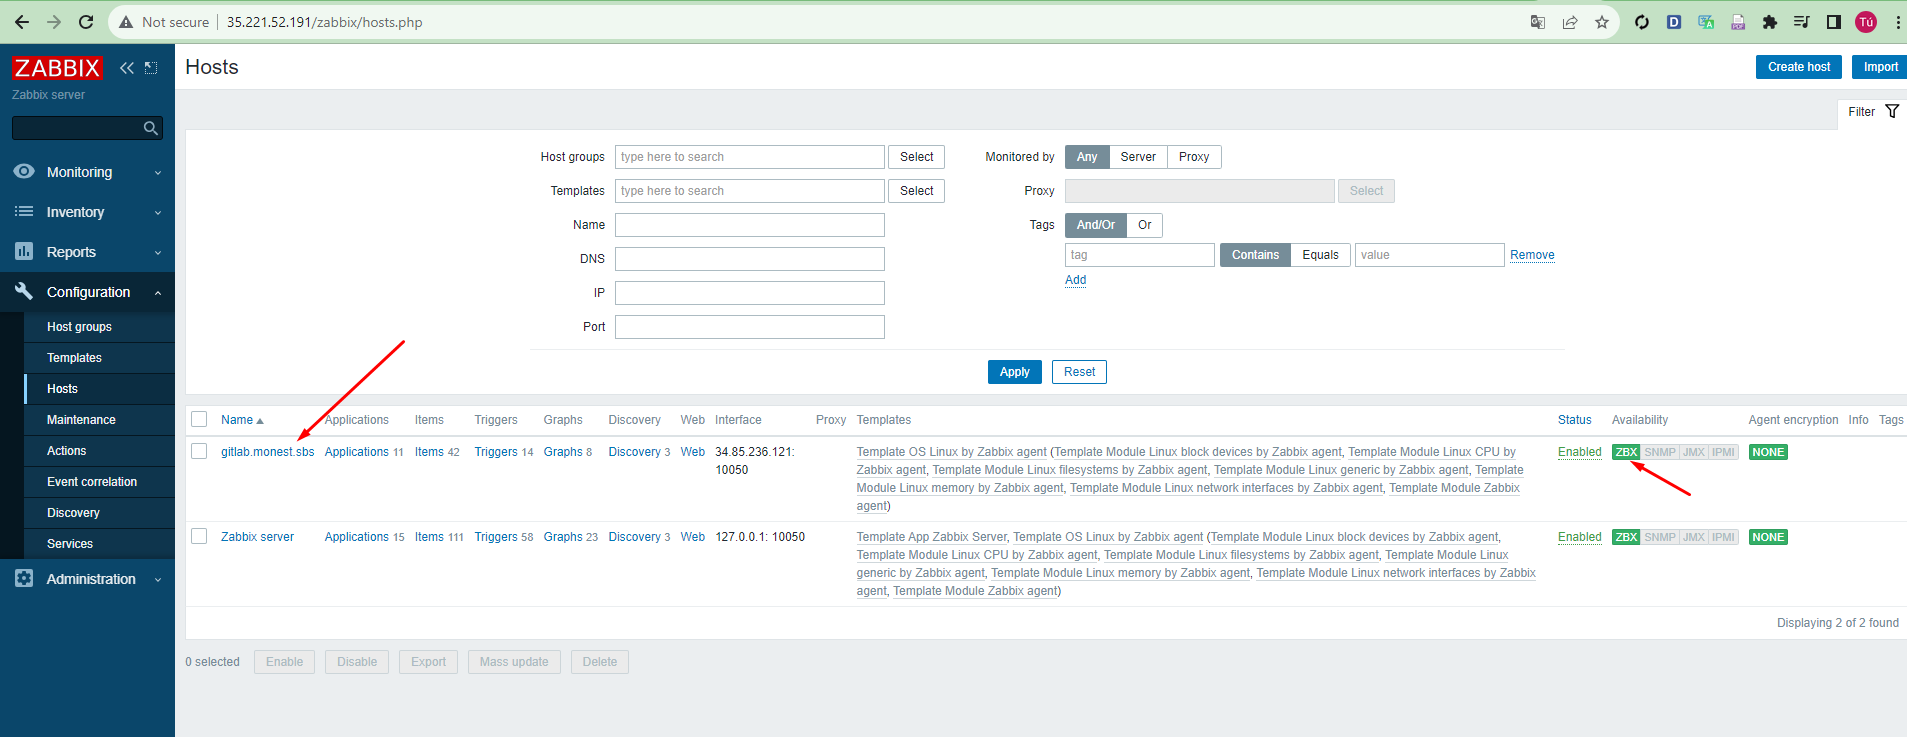 Not secure | 35.221.52.191/zabbix/hosts.php
Tú
ZABBIX
Zabbix server
Monitoring
Inventory
Reports
Configuration
Host groups
Templates
Hosts
Maintenance
Actions
Event correlation
Discovery
Services
Administration
Hosts
Create host Import
Filter
Host groups type here to search Select
Templates type here to search Select
Name
DNS
IP
Port
Monitored by Any Server Proxy
Proxy Select
Tags And/Or Or
tag Contains Equals value Remove
Add
Apply Reset
Name Applications Items Triggers Graphs Discovery Web Interface Proxy Templates Status Availability Agent encryption Info Tags
gitlab.monest.sbs Applications 11 Items 42 Triggers 14 Graphs 8 Discovery 3 Web 34.85.236.121: Template OS Linux by Zabbix agent (Template Module Linux block devices by Zabbix agent, Template Module Linux CPU by Enabled ZBX SNMP JMX IPMI NONE
10050 Zabbix agent, Template Module Linux filesystems by Zabbix agent, Template Module Linux generic by Zabbix agent, Template
Module Linux memory by Zabbix agent, Template Module Linux network interfaces by Zabbix agent, Template Module Zabbix
agent)
Zabbix server Applications 15 Items 111 Triggers 58 Graphs 23 Discovery 3 Web 127.0.0.1: 10050 Template App Zabbix Server, Template OS Linux by Zabbix agent (Template Module Linux block devices by Zabbix agent, Enabled ZBX SNMP JMX IPMI NONE
Template Module Linux CPU by Zabbix agent, Template Module Linux filesystems by Zabbix agent, Template Module Linux
generic by Zabbix agent, Template Module Linux memory by Zabbix agent, Template Module Linux network interfaces by Zabbix
agent, Template Module Zabbix agent)
Displaying 2 of 2 found
0 selected Enable Disable Export Mass update Delete